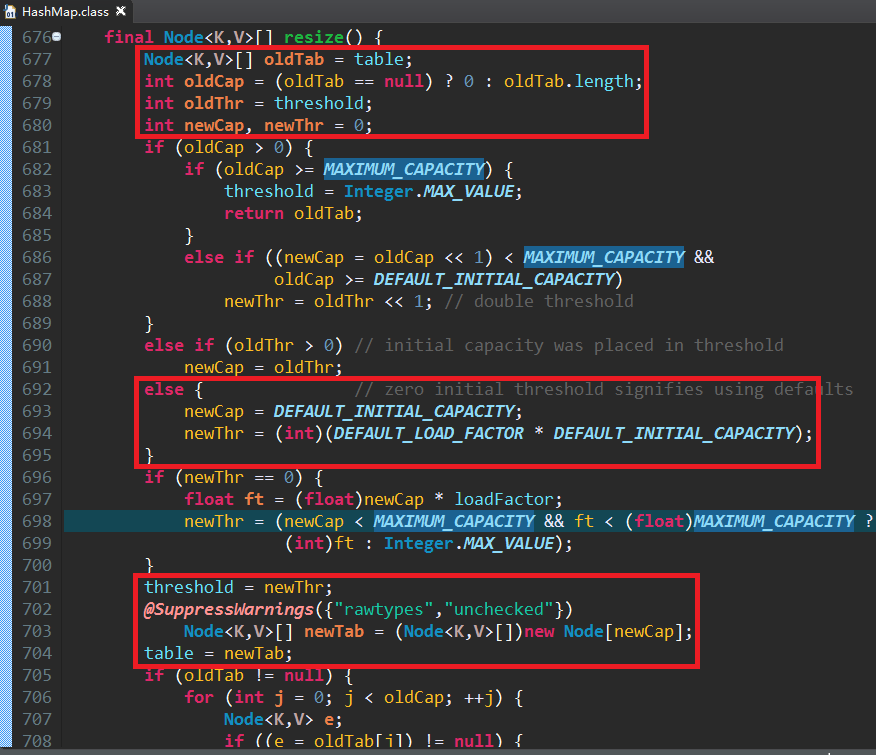 HashMap.class
676 final Node<K,V>[] resize() {
677 Node<K,V>[] oldTab = table;
678 int oldCap = (oldTab == null) ? 0 : oldTab.length;
679 int oldThr = threshold;
680 int newCap, newThr = 0;
681 if (oldCap > 0) {
682 if (oldCap >= MAXIMUM_CAPACITY) {
683 threshold = Integer.MAX_VALUE;
684 return oldTab;
685 }
686 else if ((newCap = oldCap << 1) < MAXIMUM_CAPACITY &&
687 oldCap >= DEFAULT_INITIAL_CAPACITY)
688 newThr = oldThr << 1; // double threshold
689 }
690 else if (oldThr > 0) // initial capacity was placed in threshold
691 newCap = oldThr;
692 else { // zero initial threshold signifies using defaults
693 newCap = DEFAULT_INITIAL_CAPACITY;
694 newThr = (int)(DEFAULT_LOAD_FACTOR * DEFAULT_INITIAL_CAPACITY);
695 }
696 if (newThr == 0) {
697 float ft = (float)newCap * loadFactor;
698 newThr = (newCap < MAXIMUM_CAPACITY && ft < (float)MAXIMUM_CAPACITY ?
699 (int)ft : Integer.MAX_VALUE);
700 }
701 threshold = newThr;
702 @SuppressWarnings({"rawtypes","unchecked"})
703 Node<K,V>[] newTab = (Node<K,V>[])new Node[newCap];
704 table = newTab;
705 if (oldTab != null) {
706 for (int j = 0; j < oldCap; ++j) {
707 Node<K,V> e;
708 if ((e = oldTab[j]) != null) {